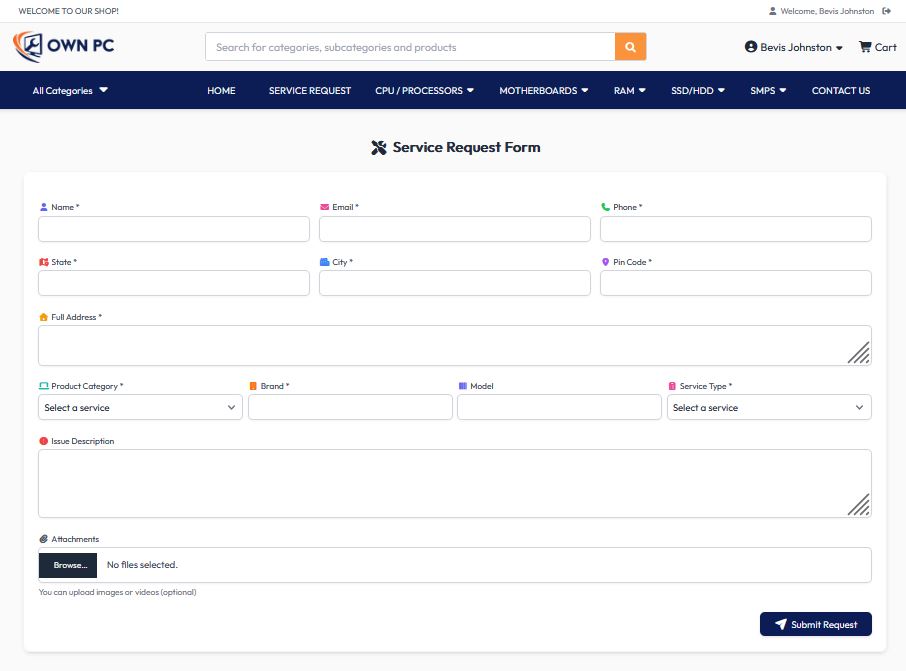 WELCOME TO OUR SHOP!
Welcome, Bevis Johnston
OWN PC
Search for categories, subcategories and products
Bevis Johnston
Cart
All Categories
HOME
SERVICE REQUEST
CPU / PROCESSORS
MOTHERBOARDS
RAM
SSD/HDD
SMPS
CONTACT US
Service Request Form
Name *
Email *
Phone *
State *
City *
Pin Code *
Full Address *
Product Category *
Brand *
Model
Service Type *
Select a service
Select a service
Issue Description
Attachments
Browse...
No files selected.
You can upload images or videos (optional)
Submit Request